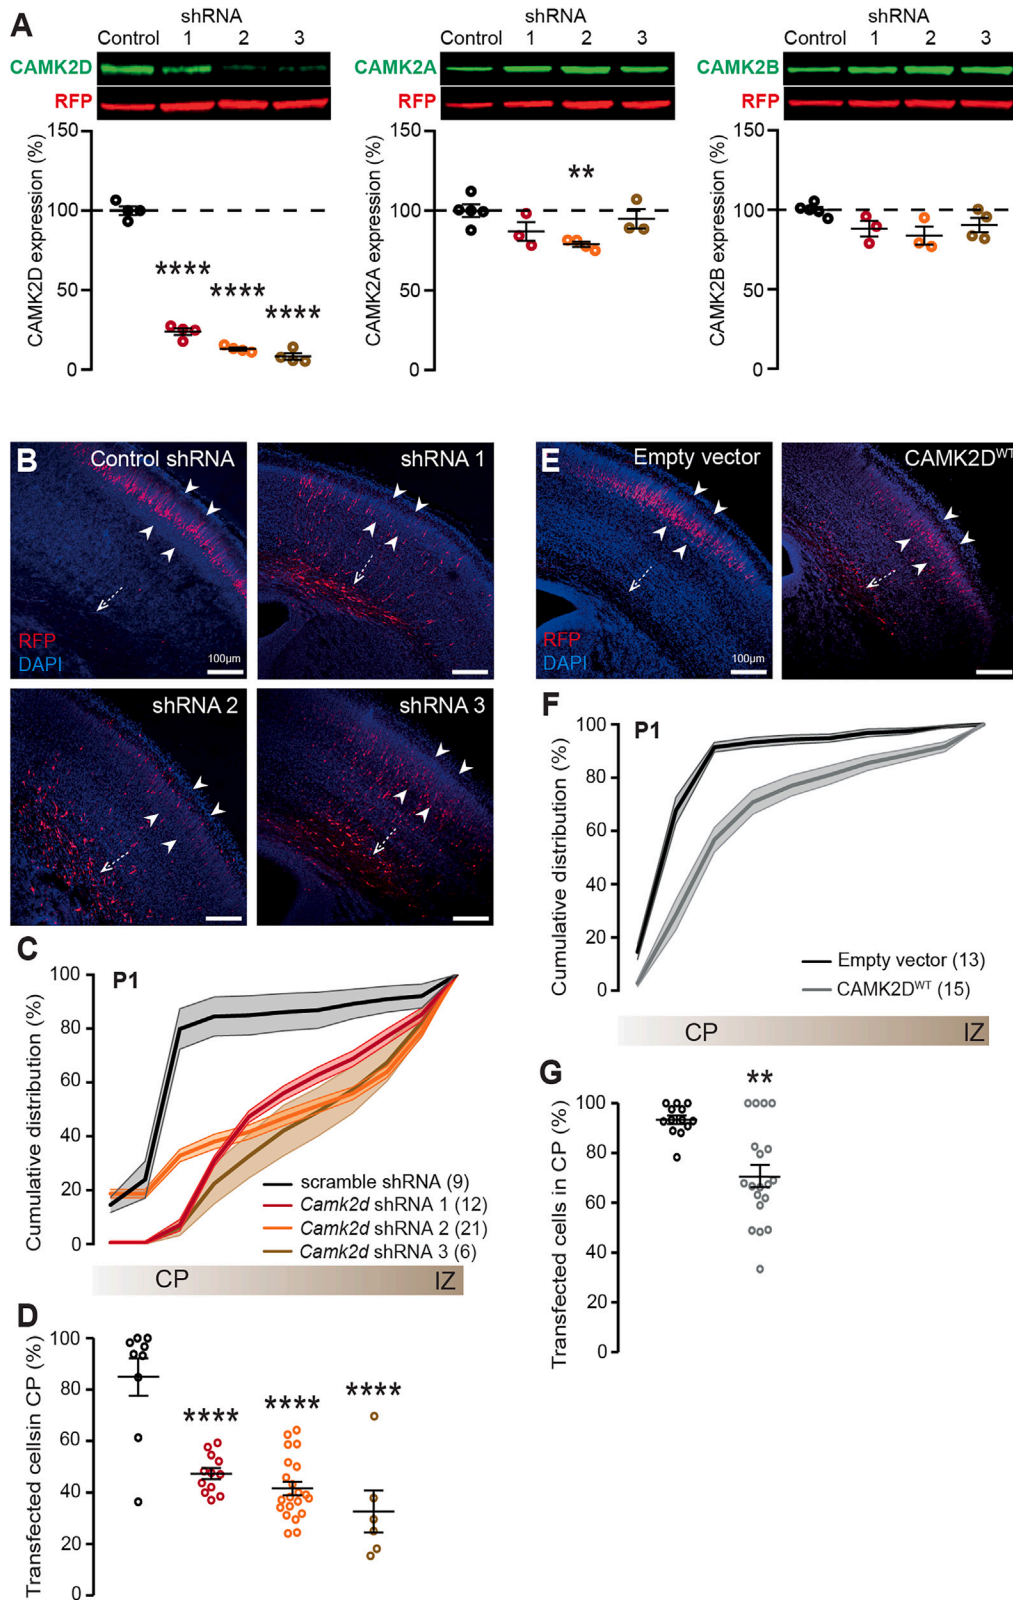 A
shRNA
Control 1 2 3
CAMK2D
RFP
CAMK2D expression (%)
150
100
50
0
****
****
****
shRNA
Control 1 2 3
CAMK2A
RFP
CAMK2A expression (%)
150
100
50
0
**
shRNA
Control 1 2 3
CAMK2B
RFP
CAMK2B expression (%)
150
100
50
0
B
Control shRNA
RFP
DAPI
100µm
shRNA 1
shRNA 2
shRNA 3
C
P1
Cumulative distribution (%)
100
80
60
40
20
0
scramble shRNA (9)
Camk2d shRNA 1 (12)
Camk2d shRNA 2 (21)
Camk2d shRNA 3 (6)
CP IZ
D
Transfected cellsin CP (%)
100
80
60
40
20
0
****
****
****
E
Empty vector
RFP
DAPI
100µm
CAMK2DWT
F
P1
Cumulative distribution (%)
100
80
60
40
20
0
Empty vector (13)
CAMK2DWT (15)
CP IZ
G
Transfected cells in CP (%)
100
80
60
40
20
0
**